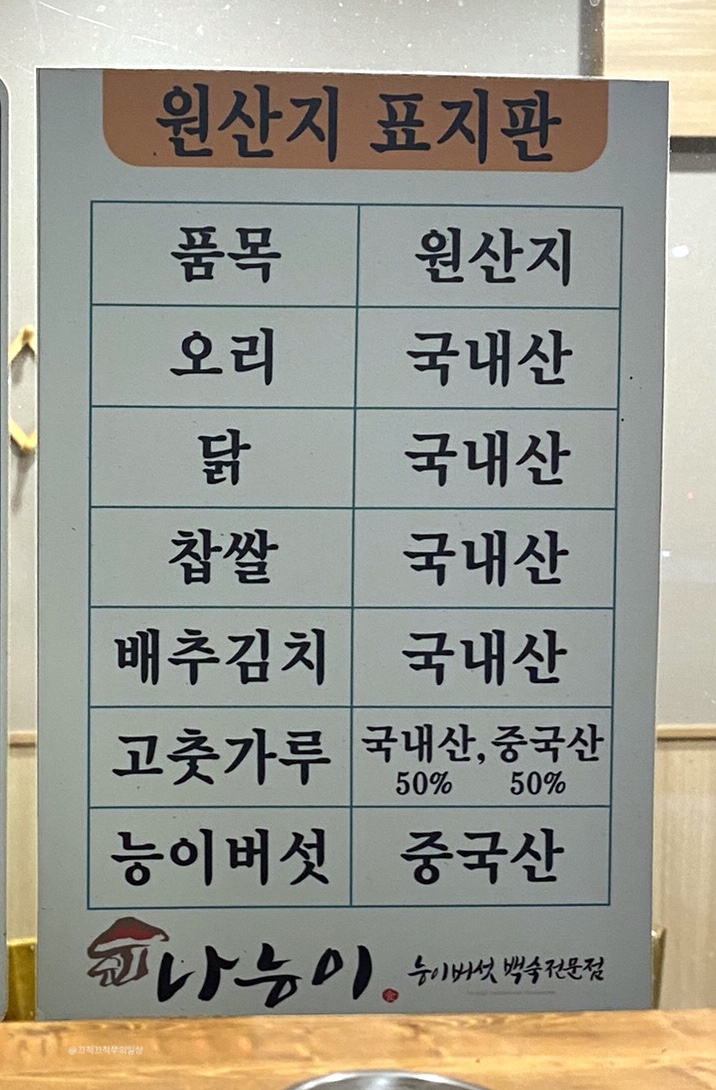 원산지 표지판
품목 원산지
오리 국내산
닭 국내산
찹쌀 국내산
배추김치 국내산
고춧가루 국내산, 중국산
50% 50%
능이버섯 중국산
나능이 능이버섯 백숙전문점